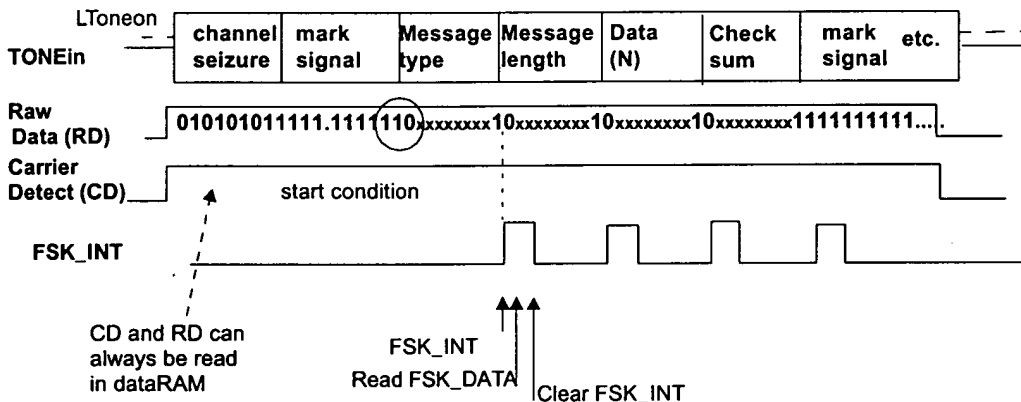 LToneon
TONEin
channel seizure
mark signal
Message type
Message length
Data (N)
Check sum
mark signal etc.
Raw Data (RD)
010101011111.1111110xxxxxxxx10xxxxxxxx10xxxxxxxx10xxxxxxxx1111111111.....
Carrier Detect (CD)
start condition
FSK_INT
CD and RD can
always be read
in dataRAM
FSK_INT
Read FSK_DATA
Clear FSK_INT